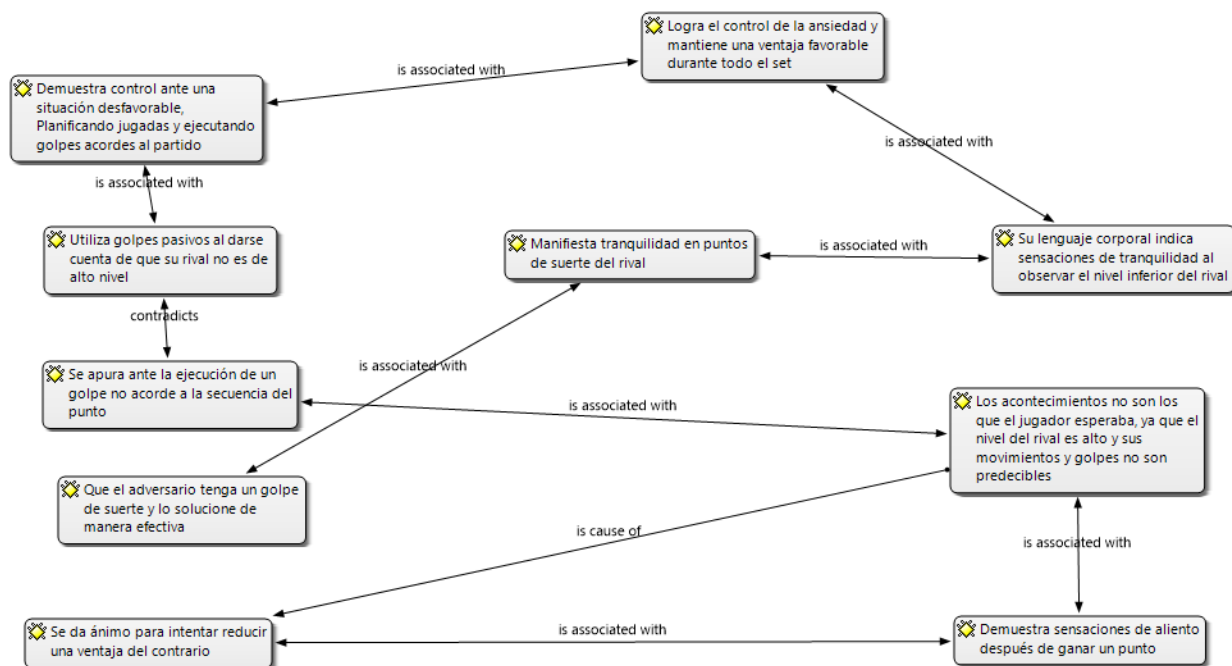 Logra el control de la ansiedad y
mantiene una ventaja favorable
durante todo el set
is associated with
Demuestra control ante una
situación desfavorable,
Planificando jugadas y ejecutando
golpes acordes al partido
is associated with
is associated with
Utiliza golpes pasivos al darse
cuenta de que su rival no es de
alto nivel
Manifiesta tranquilidad en puntos
de suerte del rival
is associated with
Su lenguaje corporal indica
sensaciones de tranquilidad al
observar el nivel inferior del rival
contradicts
is associated with
Se apura ante la ejecución de un
golpe no acorde a la secuencia del
punto
is associated with
Los acontecimientos no son los
que el jugador esperaba, ya que el
nivel del rival es alto y sus
movimientos y golpes no son
predecibles
Que el adversario tenga un golpe
de suerte y lo solucione de
manera efectiva
is cause of
is associated with
Se da ánimo para intentar reducir
una ventaja del contrario
is associated with
Demuestra sensaciones de aliento
después de ganar un punto